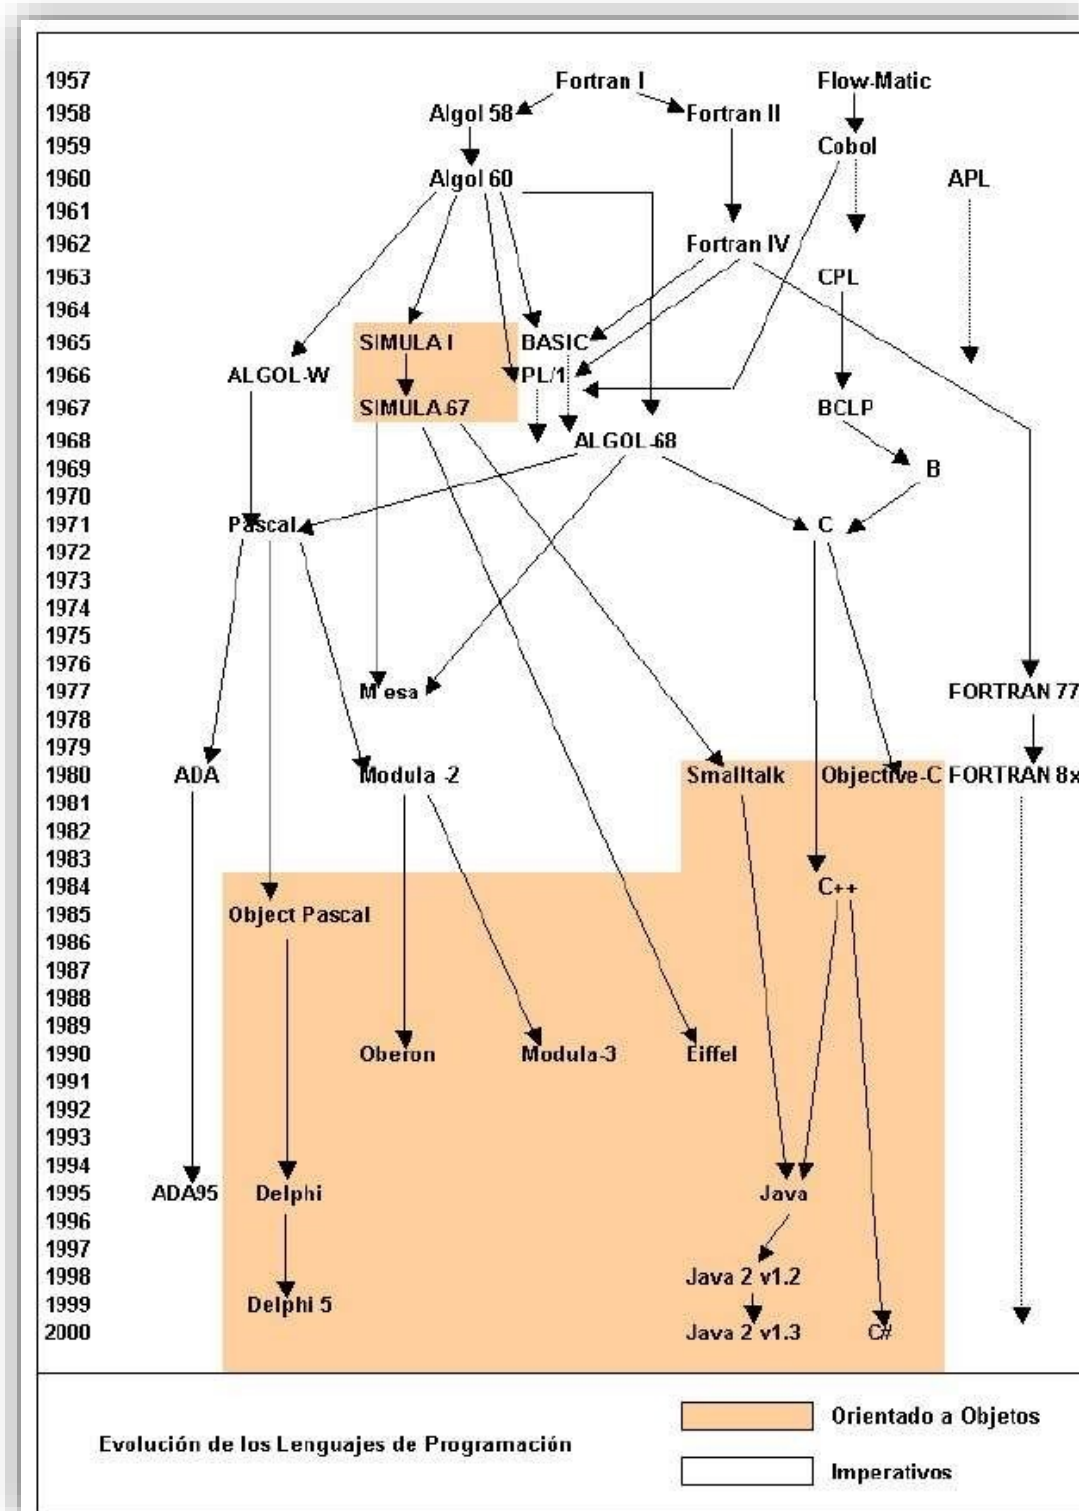 1957 Fortran I Flow-Matic
1958 Algol 58 Fortran II
1959 Cobol
1960 Algol 60 APL
1961
1962 Fortran IV
1963 CPL
1964
1965 SIMULA I BASIC
1966 ALGOL-W PL/1
1967 SIMULA-67 BCLP
1968 ALGOL-68
1969 B
1970
1971 Pascal C
1972
1973
1974
1975
1976
1977 Mesa FORTRAN 77
1978
1979
1980 ADA Modula -2 Smalltalk Objective-C FORTRAN 8x
1981
1982
1983
1984 C++
1985 Object Pascal
1986
1987
1988
1989
1990 Oberon Modula-3 Eiffel
1991
1992
1993
1994
1995 ADA95 Delphi Java
1996
1997
1998 Java 2 v1.2
1999 Delphi 5
2000 Java 2 v1.3 C#
Orientado a Objetos
Evolución de los Lenguajes de Programación
Imperativos